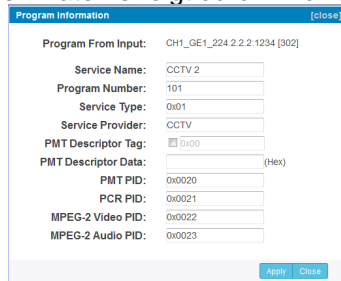 Program Information [close]
Program From Input: CH1_GE1_224.2.2.2:1234 [302]
Service Name: CCTV 2
Program Number: 101
Service Type: 0x01
Service Provider: CCTV
PMT Descriptor Tag: 0x00
PMT Descriptor Data: (Hex)
PMT PID: 0x0020
PCR PID: 0x0021
MPEG-2 Video PID: 0x0022
MPEG-2 Audio PID: 0x0023
Apply Close